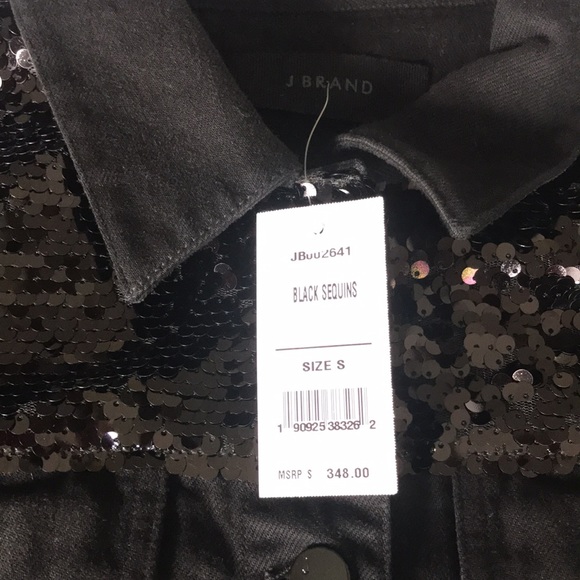 J BRAND
JB002641
BLACK SEQUINS
SIZE S
1 90925 38326 2
MSRP $ 348.00